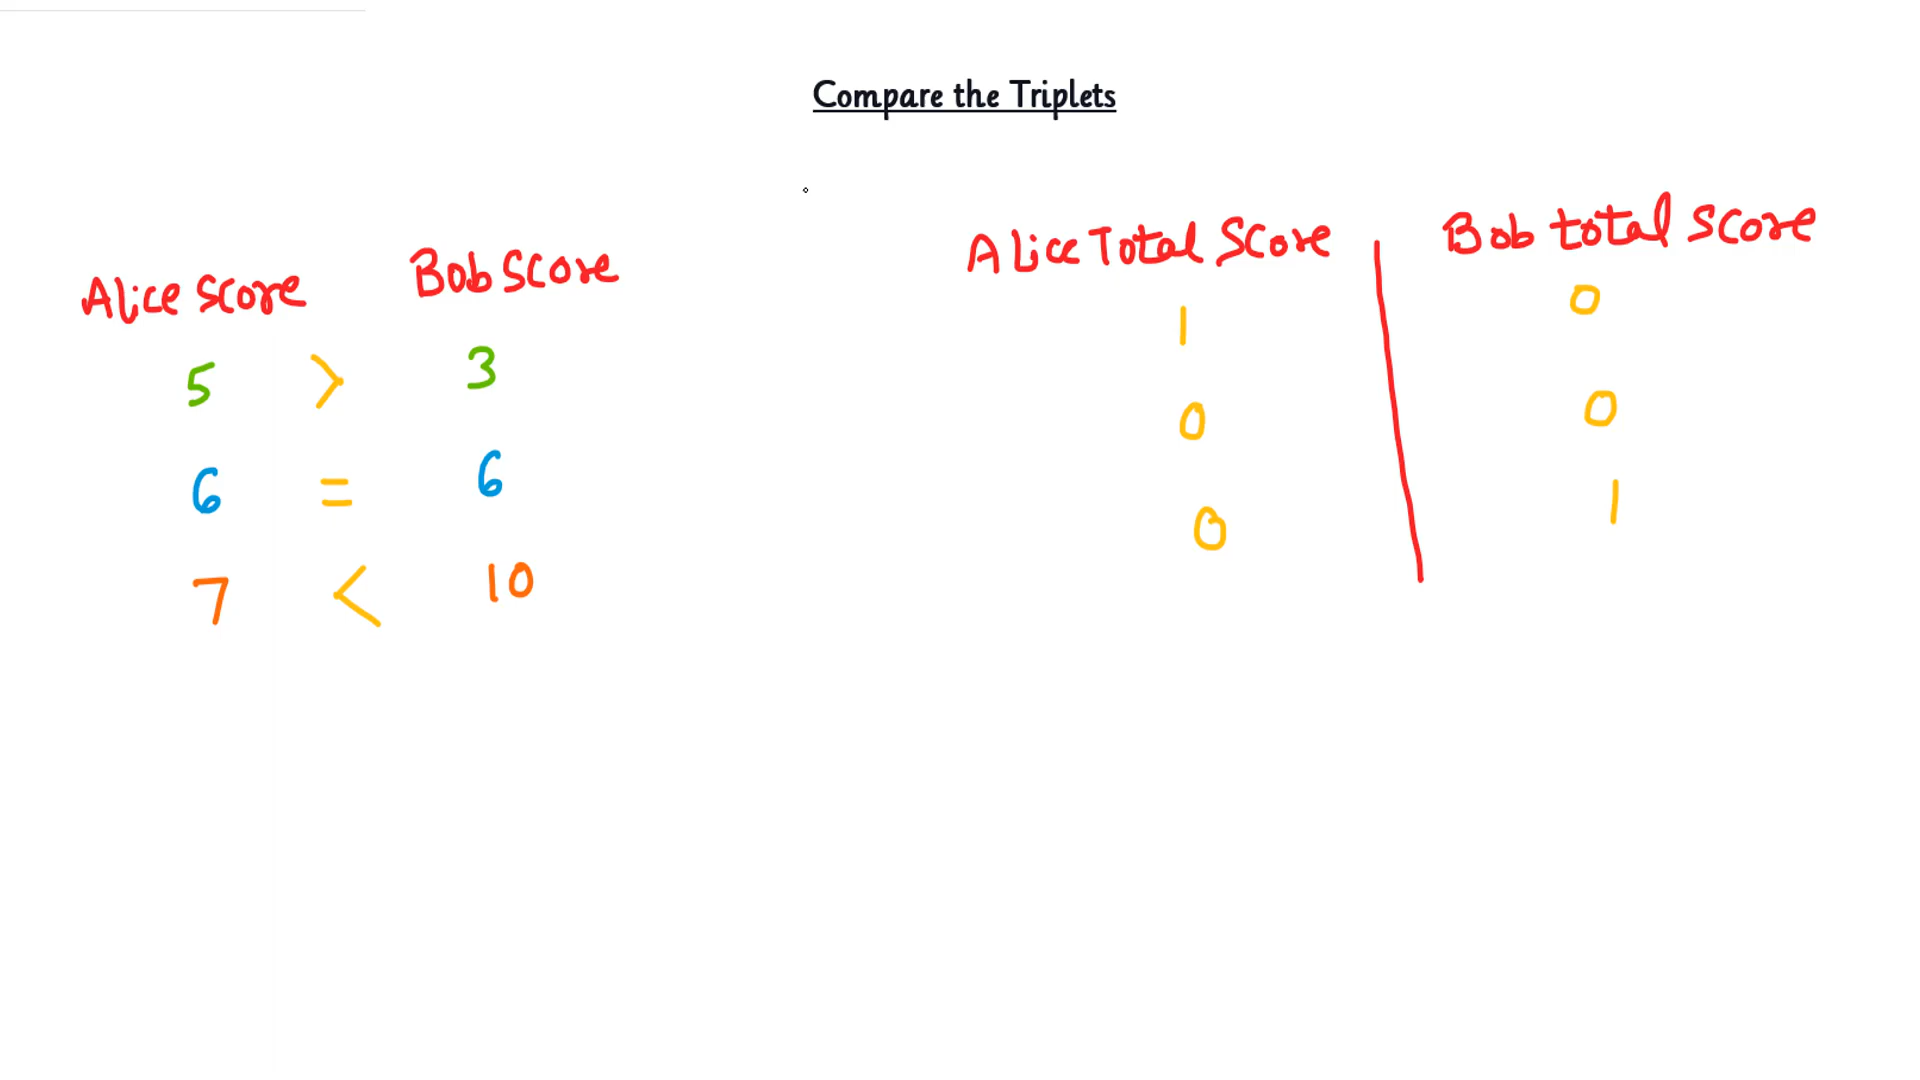 Compare the Triplets
Alice score Bob Score
5 > 3
6 = 6
7 < 10
Alice Total Score Bob total score
1 0
0 0
0 1